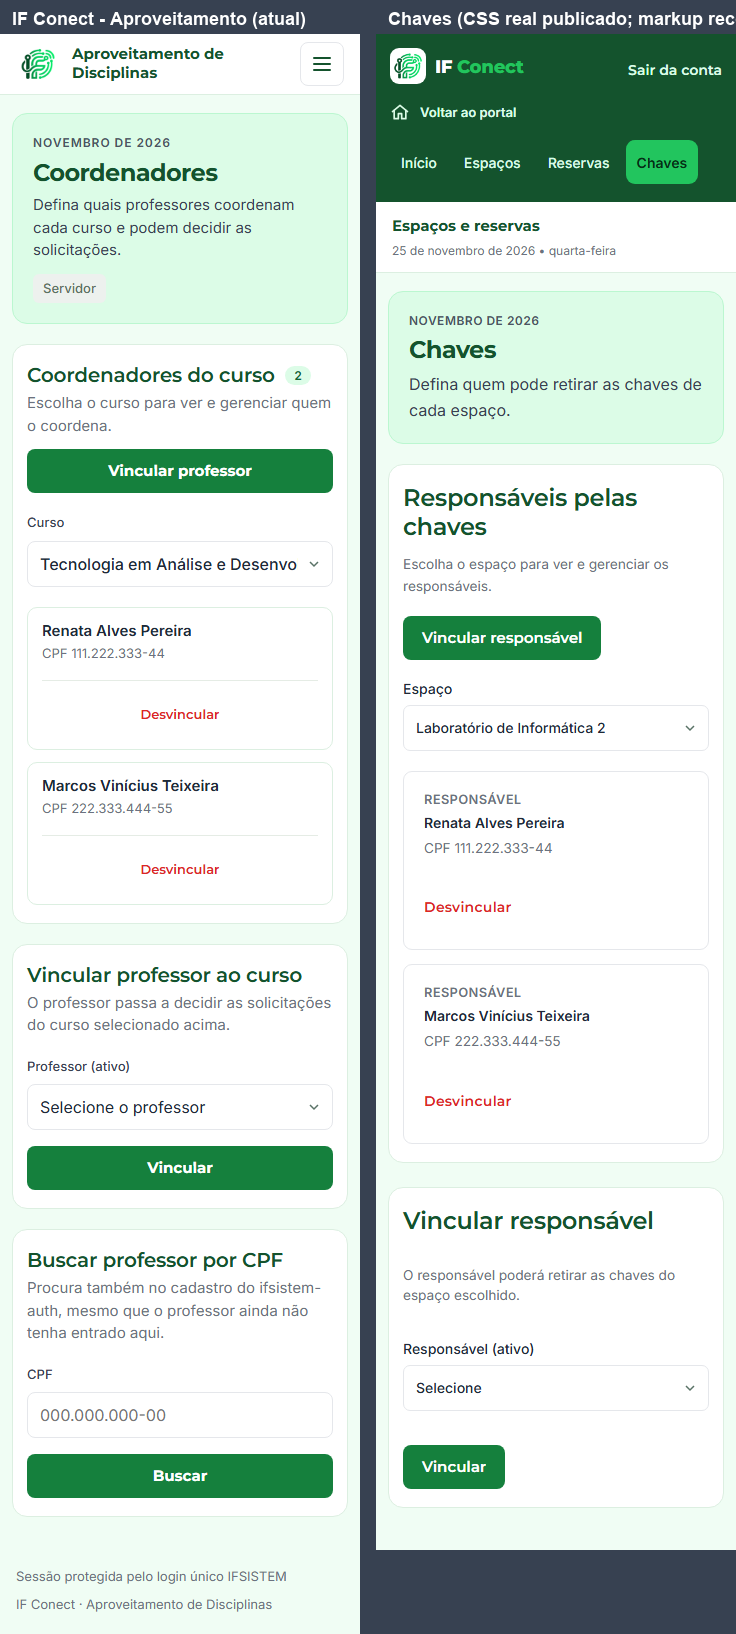 IF Conect - Aproveitamento (atual)
Aproveitamento de
Disciplinas
NOVEMBRO DE 2026
Coordenadores
Defina quais professores coordenam
cada curso e podem decidir as
solicitações.
Servidor
Coordenadores do curso 2
Escolha o curso para ver e gerenciar quem
o coordena.
Vincular professor
Curso
Tecnologia em Análise e Desenvo
Renata Alves Pereira
CPF 111.222.333-44
Desvincular
Marcos Vinícius Teixeira
CPF 222.333.444-55
Desvincular
Vincular professor ao curso
O professor passa a decidir as solicitações
do curso selecionado acima.
Professor (ativo)
Selecione o professor
Vincular
Buscar professor por CPF
Procura também no cadastro do ifsistem-
auth, mesmo que o professor ainda não
tenha entrado aqui.
CPF
000.000.000-00
Buscar
Sessão protegida pelo login único IFSISTEM
IF Conect · Aproveitamento de Disciplinas
Chaves (CSS real publicado; markup rec
IF Conect
Sair da conta
Voltar ao portal
Início Espaços Reservas Chaves
Espaços e reservas
25 de novembro de 2026 • quarta-feira
NOVEMBRO DE 2026
Chaves
Defina quem pode retirar as chaves de
cada espaço.
Responsáveis pelas
chaves
Escolha o espaço para ver e gerenciar os
responsáveis.
Vincular responsável
Espaço
Laboratório de Informática 2
RESPONSÁVEL
Renata Alves Pereira
CPF 111.222.333-44
Desvincular
RESPONSÁVEL
Marcos Vinícius Teixeira
CPF 222.333.444-55
Desvincular
Vincular responsável
O responsável poderá retirar as chaves do
espaço escolhido.
Responsável (ativo)
Selecione
Vincular